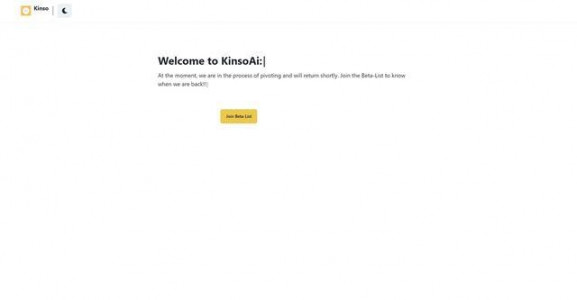 Kinso
Welcome to KinsoAi:|
At the moment, we are in the process of pivoting and will return shortly. Join the Beta-List to know
when we are back!!|
Join Beta List